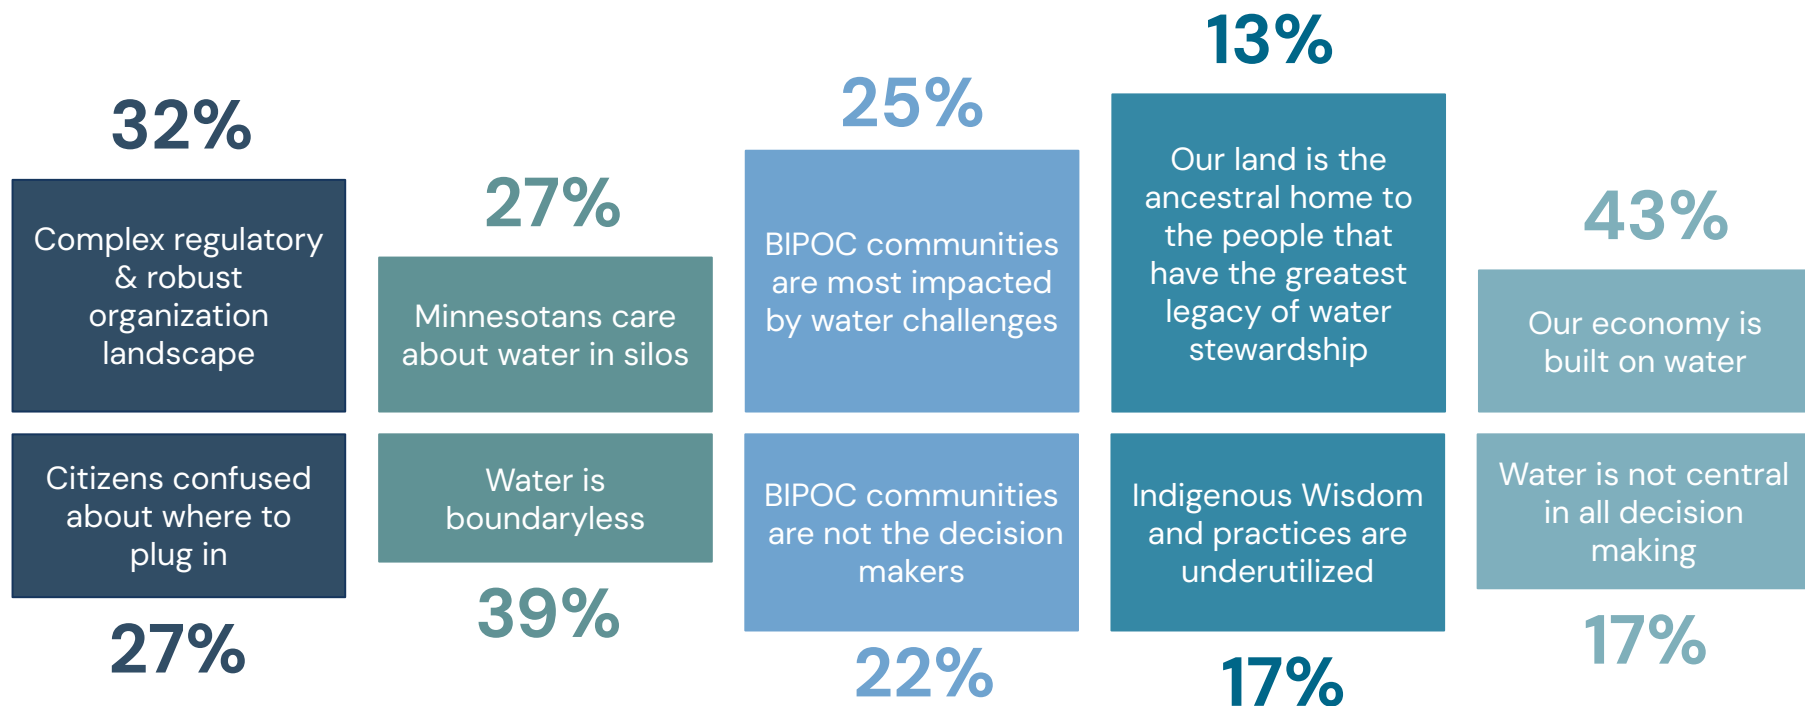 32%
Complex regulatory
& robust
organization
landscape
Citizens confused
about where to
plug in
27%
27%
Minnesotans care
about water in silos
Water is
boundaryless
39%
25%
BIPOC communities
are most impacted
by water challenges
BIPOC communities
are not the decision
makers
22%
13%
Our land is the
ancestral home to
the people that
have the greatest
legacy of water
stewardship
Indigenous Wisdom
and practices are
underutilized
17%
43%
Our economy is
built on water
Water is not central
in all decision
making
17%